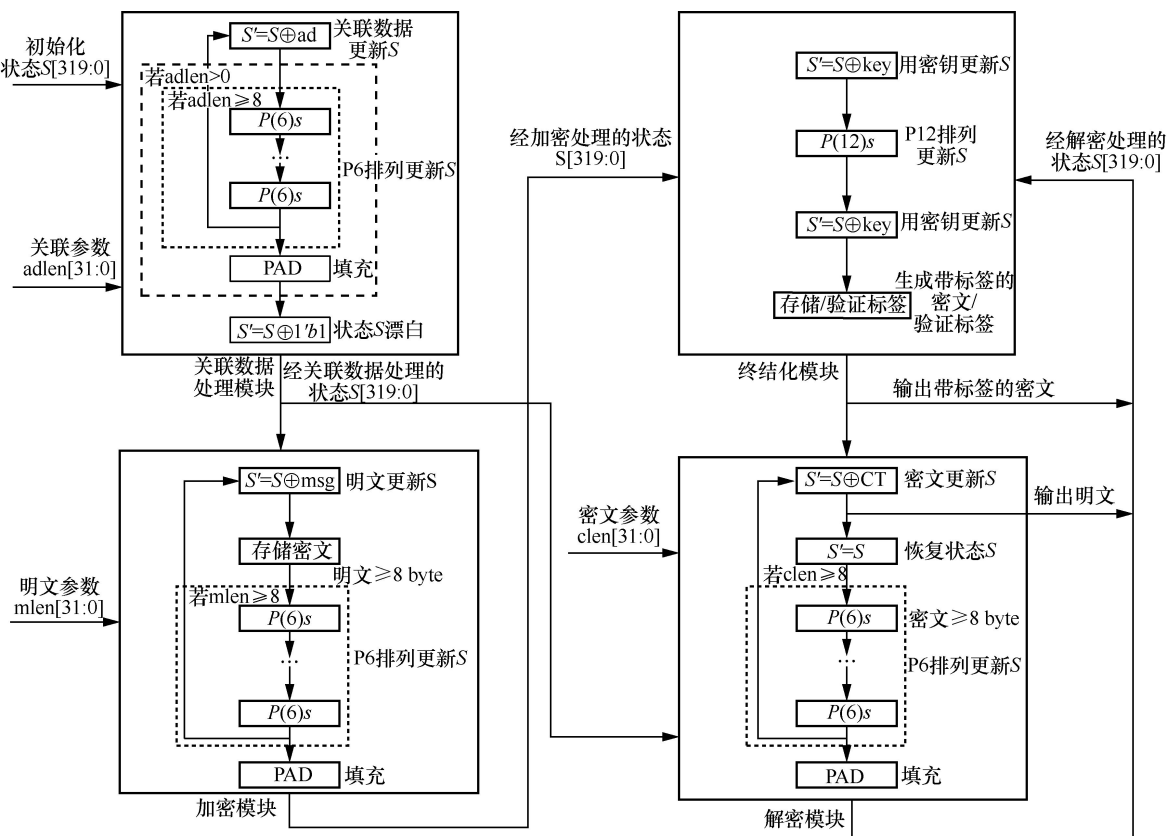 初始化
状态S[319:0]
S′=S⊕ad
关联数据
更新S
若adlen>0
若adlen≥8
P(6)s
...
P6排列更新S
P(6)s
关联参数
adlen[31:0]
PAD
填充
S′=S⊕1′b1
状态S漂白
关联数据
处理模块
经关联数据处理的
状态S[319:0]
S′=S⊕msg
明文更新S
存储密文
明文≥8 byte
明文参数
mlen[31:0]
若mlen≥8
P(6)s
...
P6排列更新S
P(6)s
PAD
填充
加密模块
经加密处理的状态
S[319:0]
S′=S⊕key
用密钥更新S
P(12)s
P12排列
更新S
经解密处理的
状态S[319:0]
S′=S⊕key
用密钥更新S
存储/验证标签
生成带标签的
密文/
验证标签
终结化模块
输出带标签的密文
S′=S⊕CT
密文更新S
输出明文
密文参数
clen[31:0]
S′=S
恢复状态S
若clen≥8
P(6)s
密文≥8 byte
...
P6排列更新S
P(6)s
PAD
填充
解密模块